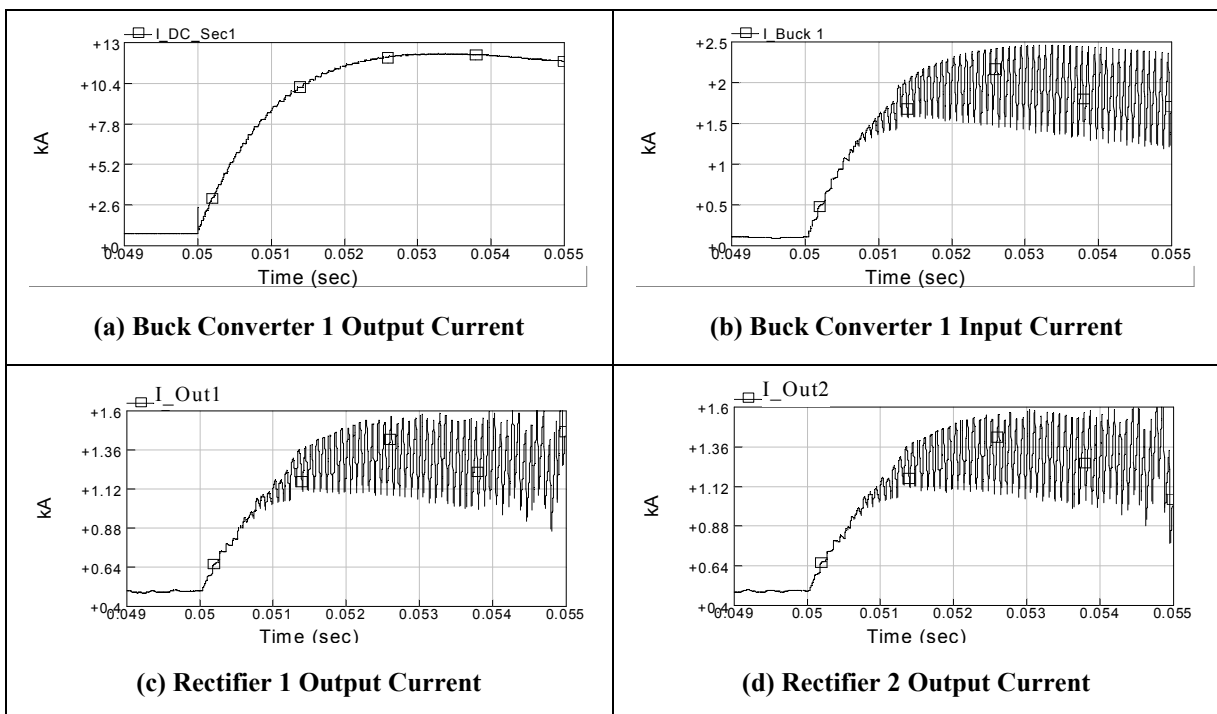 I_DC_Sec1
+13
+10.4
+7.8
+5.2
+2.6
+0
kA
0.049 0.05 0.051 0.052 0.053 0.054 0.055
Time (sec)
(a) Buck Converter 1 Output Current
I_Buck 1
+2.5
+2
+1.5
+1
+0.5
+0
kA
0.049 0.05 0.051 0.052 0.053 0.054 0.055
Time (sec)
(b) Buck Converter 1 Input Current
I_Out1
+1.6
+1.36
+1.12
+0.88
+0.64
+0.4
kA
0.049 0.05 0.051 0.052 0.053 0.054 0.055
Time (sec)
(c) Rectifier 1 Output Current
I_Out2
+1.6
+1.36
+1.12
+0.88
+0.64
+0.4
kA
0.049 0.05 0.051 0.052 0.053 0.054 0.055
Time (sec)
(d) Rectifier 2 Output Current